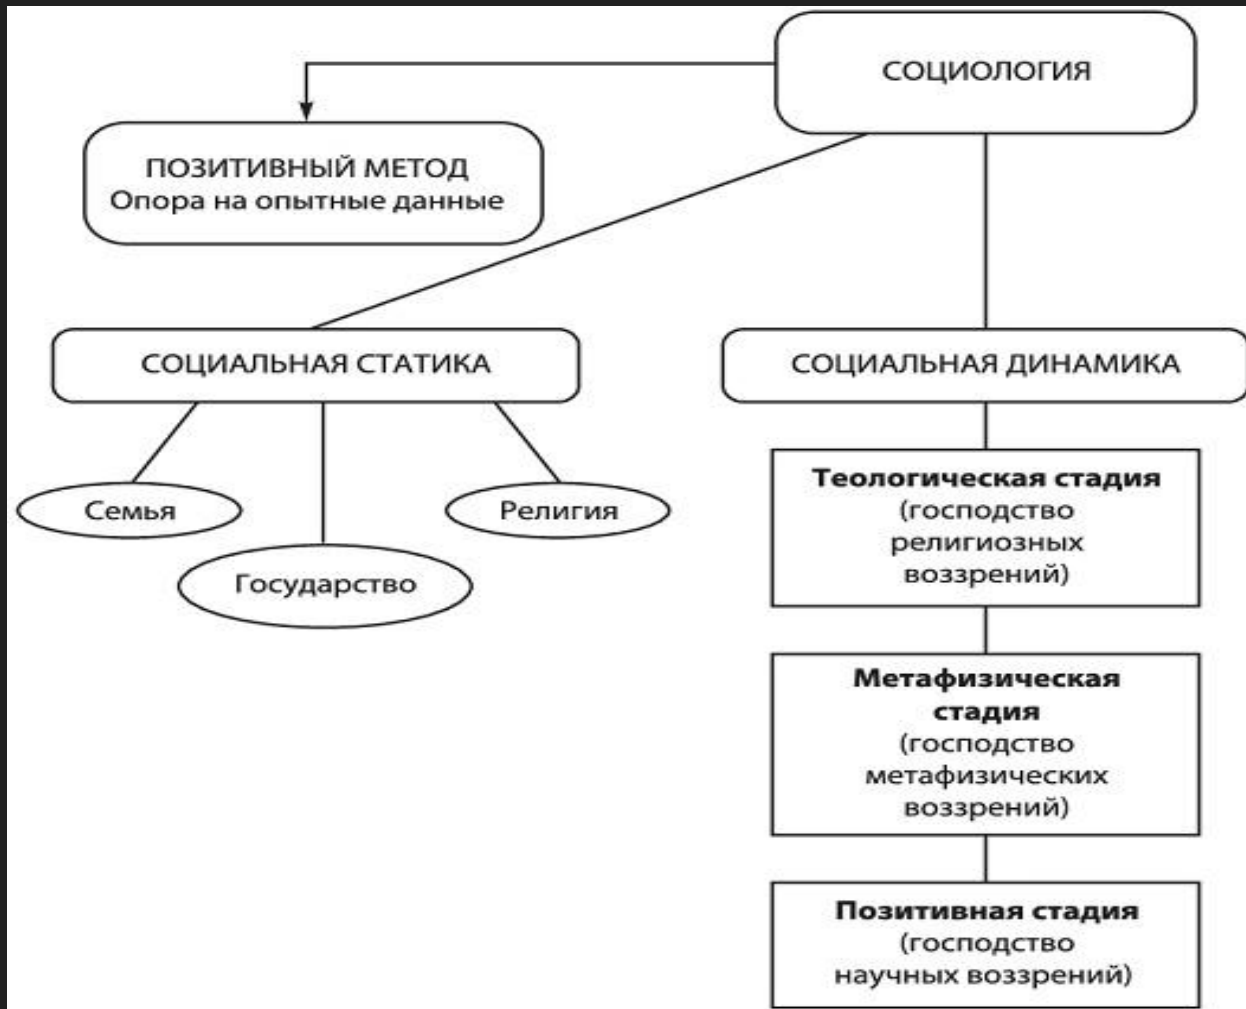 СОЦИОЛОГИЯ
ПОЗИТИВНЫЙ МЕТОД
Опора на опытные данные
СОЦИАЛЬНАЯ СТАТИКА
СОЦИАЛЬНАЯ ДИНАМИКА
Семья
Государство
Религия
Теологическая стадия
(господство
религиозных
воззрений)
Метафизическая
стадия
(господство
метафизических
воззрений)
Позитивная стадия
(господство
научных воззрений)